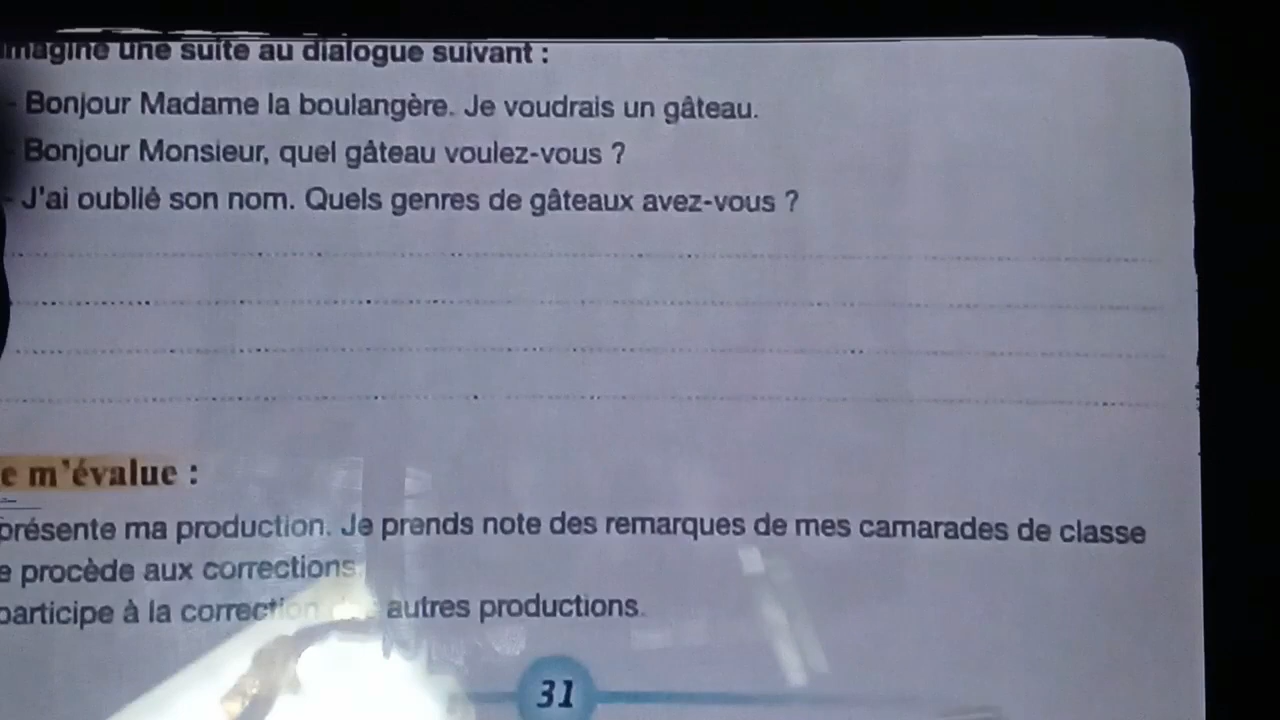 imagine une suite au dialogue suivant :
- Bonjour Madame la boulangère. Je voudrais un gâteau.
- Bonjour Monsieur, quel gâteau voulez-vous ?
- J'ai oublié son nom. Quels genres de gâteaux avez-vous ?
e m'évalue :
présente ma production. Je prends note des remarques de mes camarades de classe
e procède aux corrections
participe à la correction autres productions.
31